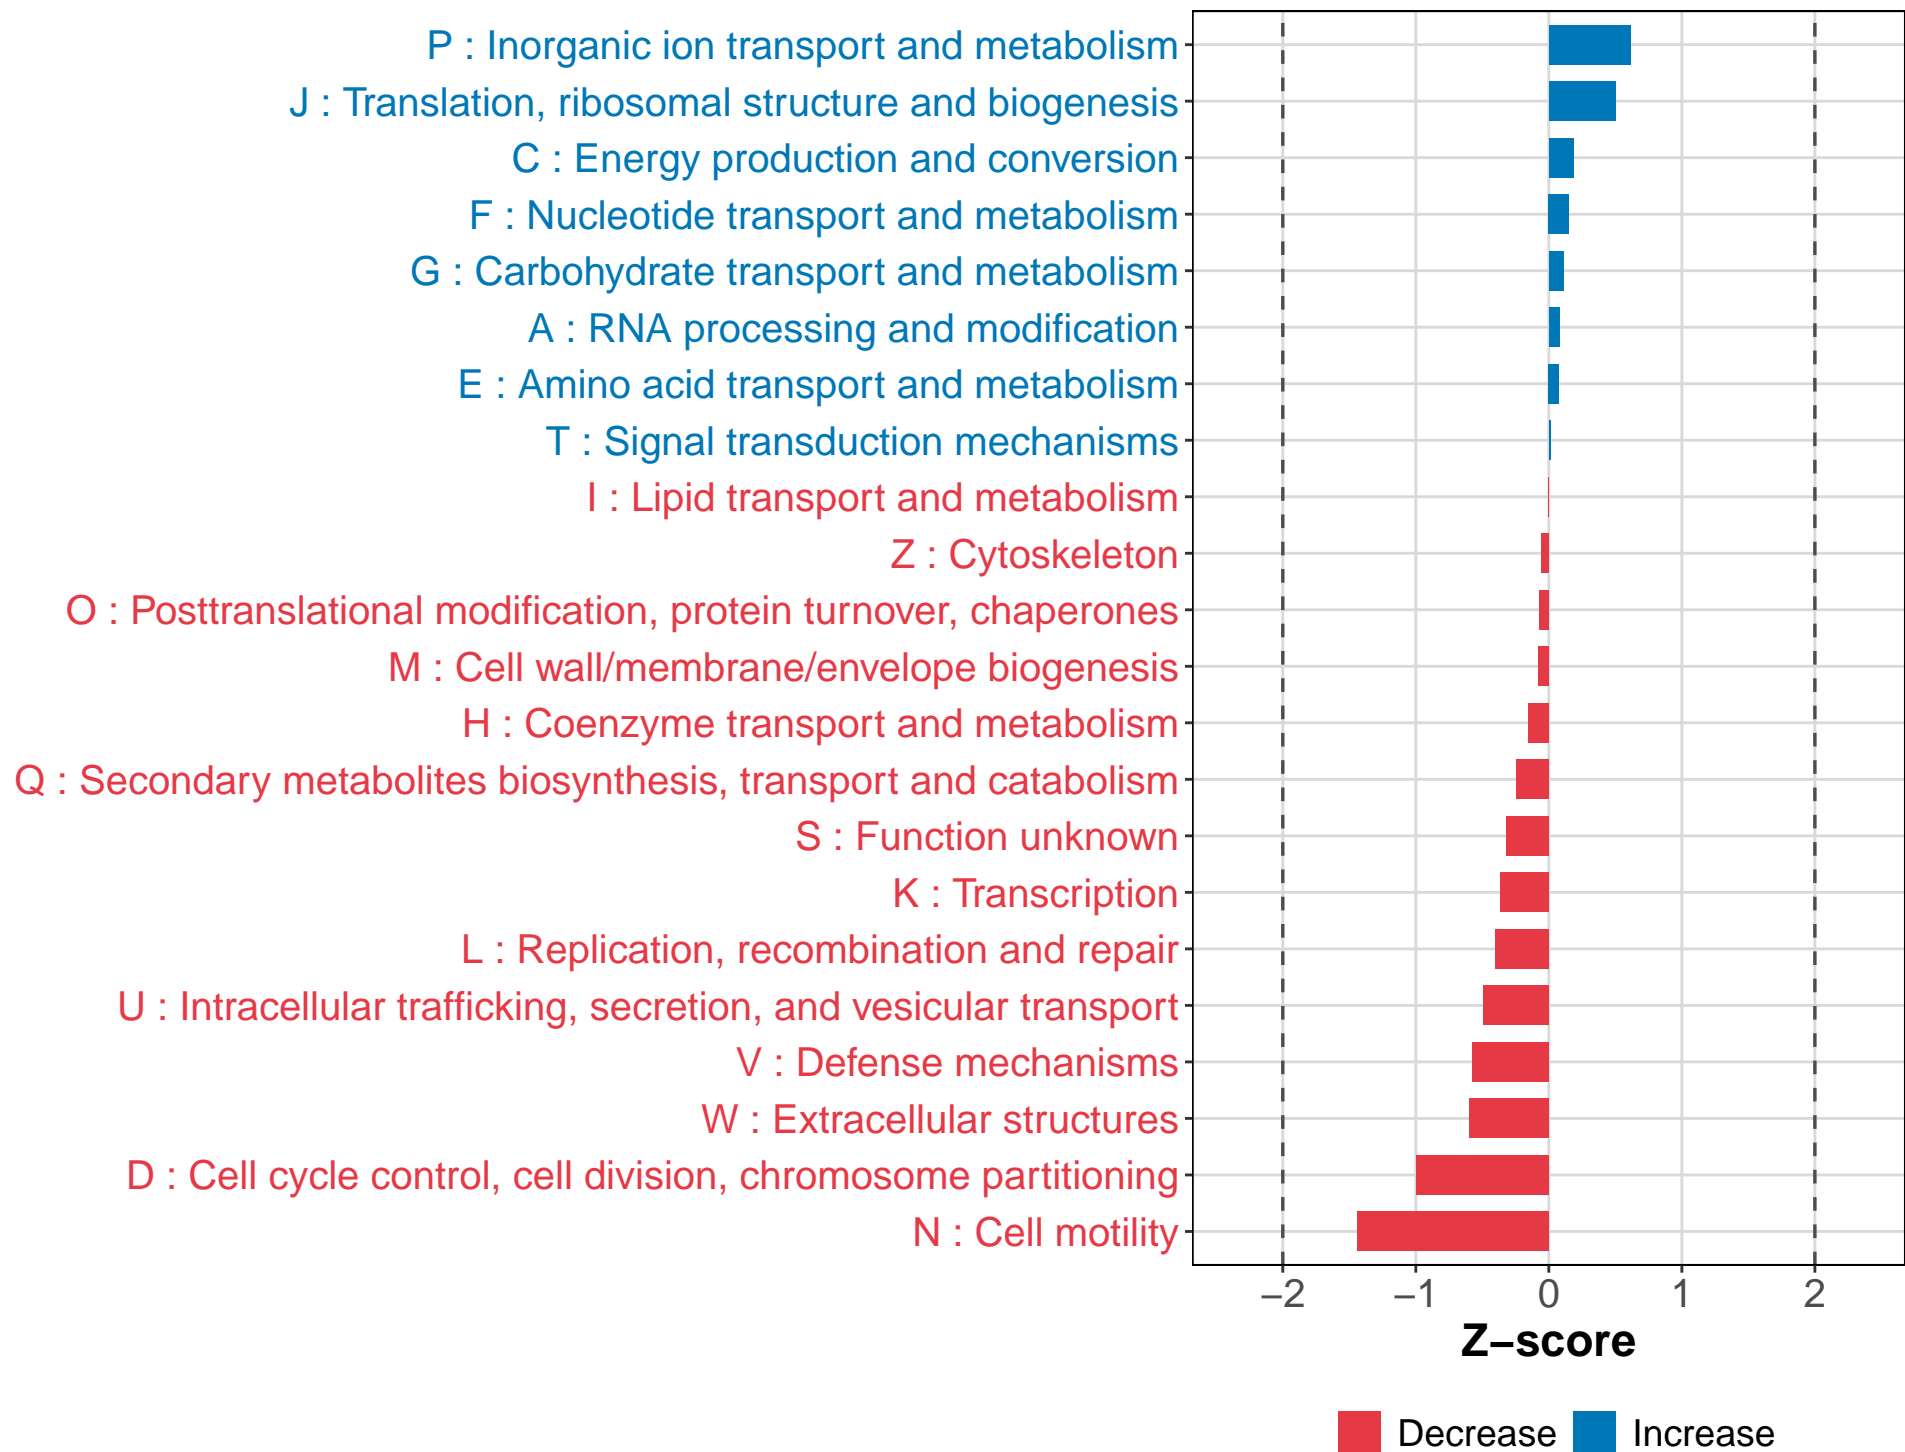 P : Inorganic ion transport and metabolism
J : Translation, ribosomal structure and biogenesis
C : Energy production and conversion
F : Nucleotide transport and metabolism
G : Carbohydrate transport and metabolism
A : RNA processing and modification
E : Amino acid transport and metabolism
T : Signal transduction mechanisms
I : Lipid transport and metabolism
Z : Cytoskeleton
O : Posttranslational modification, protein turnover, chaperones
M : Cell wall/membrane/envelope biogenesis
H : Coenzyme transport and metabolism
Q : Secondary metabolites biosynthesis, transport and catabolism
S : Function unknown
K : Transcription
L : Replication, recombination and repair
U : Intracellular trafficking, secretion, and vesicular transport
V : Defense mechanisms
W : Extracellular structures
D : Cell cycle control, cell division, chromosome partitioning
N : Cell motility
−2 −1 0 1 2
Z−score
Decrease Increase